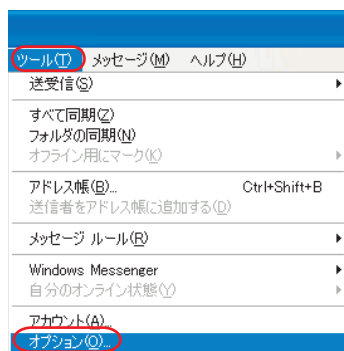 ツール(T) メッセージ(M) ヘルプ(H)
送受信(S)
すべて同期(Z)
フォルダの同期(N)
オフライン用にマーク(K)
アドレス帳(B)... Ctrl+Shift+B
送信者をアドレス帳に追加する(D)
メッセージ ルール(R)
Windows Messenger
自分のオンライン状態(Y)
アカウント(A)...
オプション(O)...